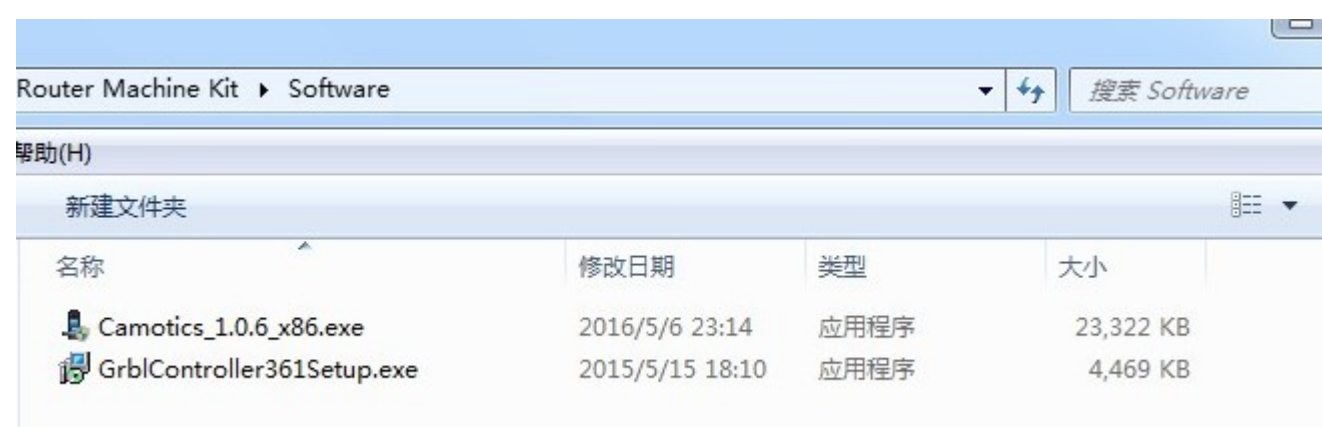 Router Machine Kit ▸ Software 搜索 Software
帮助(H)
新建文件夹
名称 修改日期 类型 大小
Camotics_1.0.6_x86.exe 2016/5/6 23:14 应用程序 23,322 KB
GrblController361Setup.exe 2015/5/15 18:10 应用程序 4,469 KB